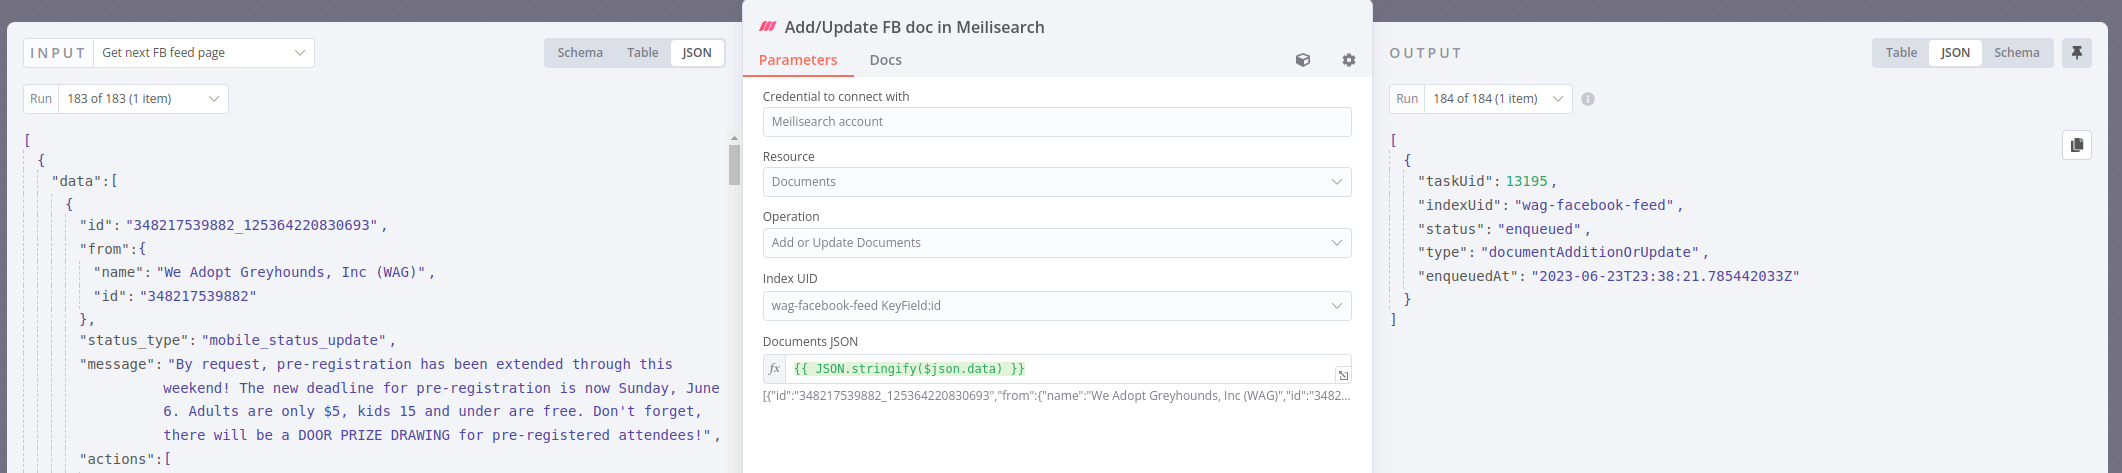 INPUT
Get next FB feed page
Schema
Table
JSON
Run
183 of 183 (1 item)
[
{
"data":[
{
"id":"348217539882_125364220830693",
"from":{
"name":"We Adopt Greyhounds, Inc (WAG)",
"id":"348217539882"
},
"status_type":"mobile_status_update",
"message":"By request, pre-registration has been extended through this
weekend! The new deadline for pre-registration is now Sunday, June
6. Adults are only $5, kids 15 and under are free. Don't forget,
there will be a DOOR PRIZE DRAWING for pre-registered attendees!",
"actions":[
Add/Update FB doc in Meilisearch
Parameters
Docs
Credential to connect with
Meilisearch account
Resource
Documents
Operation
Add or Update Documents
Index UID
wag-facebook-feed KeyField:id
Documents JSON
fx
{{ JSON.stringify($json.data) }}
[{"id":"348217539882_125364220830693","from":{"name":"We Adopt Greyhounds, Inc (WAG)","id":"3482...
OUTPUT
Table
JSON
Schema
Run
184 of 184 (1 item)
[
{
"taskUid":13195,
"indexUid":"wag-facebook-feed",
"status":"enqueued",
"type":"documentAdditionOrUpdate",
"enqueuedAt":"2023-06-23T23:38:21.785442033Z"
}
]